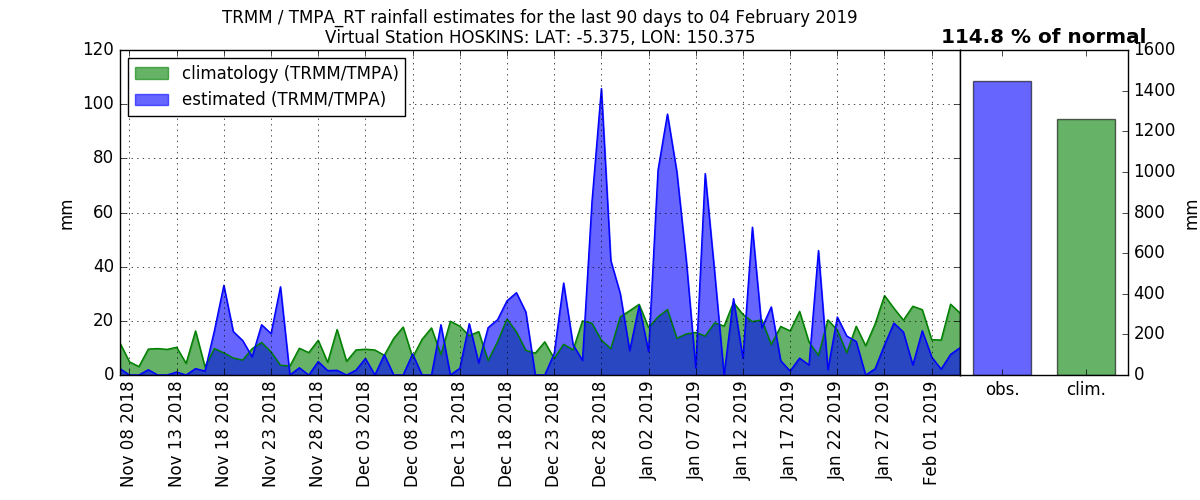 TRMM / TMPA_RT rainfall estimates for the last 90 days to 04 February 2019
Virtual Station HOSKINS: LAT: -5.375, LON: 150.375
114.8 % of normal
climatology (TRMM/TMPA)
estimated (TRMM/TMPA)
120
100
80
60
40
20
0
mm
Nov 08 2018
Nov 13 2018
Nov 18 2018
Nov 23 2018
Nov 28 2018
Dec 03 2018
Dec 08 2018
Dec 13 2018
Dec 18 2018
Dec 23 2018
Dec 28 2018
Jan 02 2019
Jan 07 2019
Jan 12 2019
Jan 17 2019
Jan 22 2019
Jan 27 2019
Feb 01 2019
obs.
clim.
1600
1400
1200
1000
800
600
400
200
0
mm